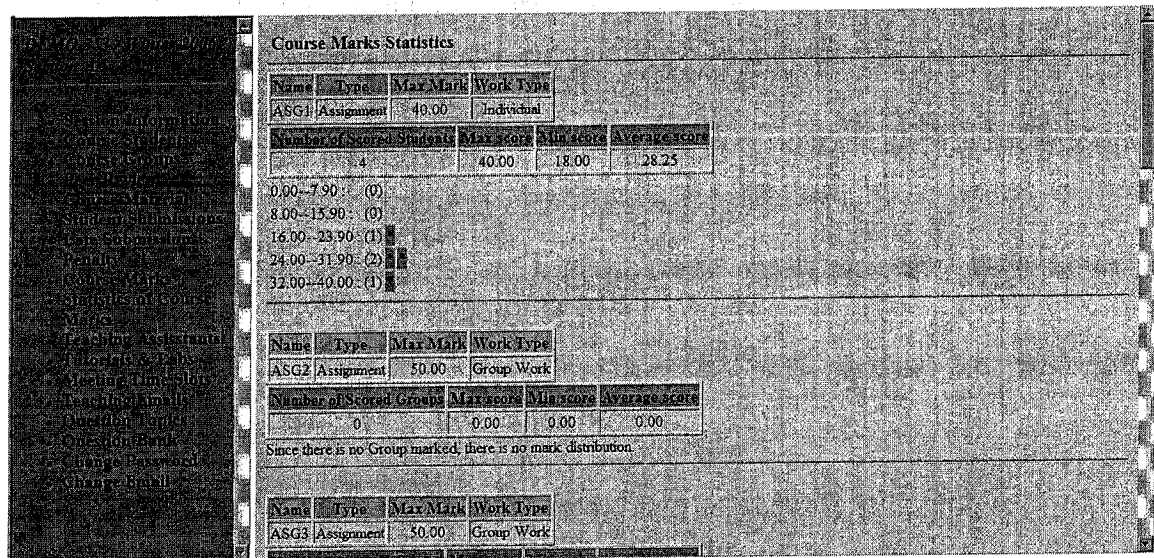 Session Information
Course Students
Course Groups
Course Material
Student Submissions
Late Submissions
Penalty
Course Marks
Statistics of Course
Marks
Teaching Assistants
Tutorials & Labs
Meeting Time Slots
Teaching Emails
Question Topics
Question Bank
Change Password
Change Email
Course Marks Statistics
Name Type Max Mark Work Type
ASG1 Assignment 40.00 Individual
Number of Scored Students Max score Min score Average score
4 40.00 18.00 28.25
0.00--7.90 : (0)
8.00--15.90 : (0)
16.00--23.90 : (1) *
24.00--31.90 : (2) * *
32.00--40.00 : (1) *
Name Type Max Mark Work Type
ASG2 Assignment 50.00 Group Work
Number of Scored Groups Max score Min score Average score
0 0.00 0.00 0.00
Since there is no Group marked, there is no mark distribution.
Name Type Max Mark Work Type
ASG3 Assignment 50.00 Group Work